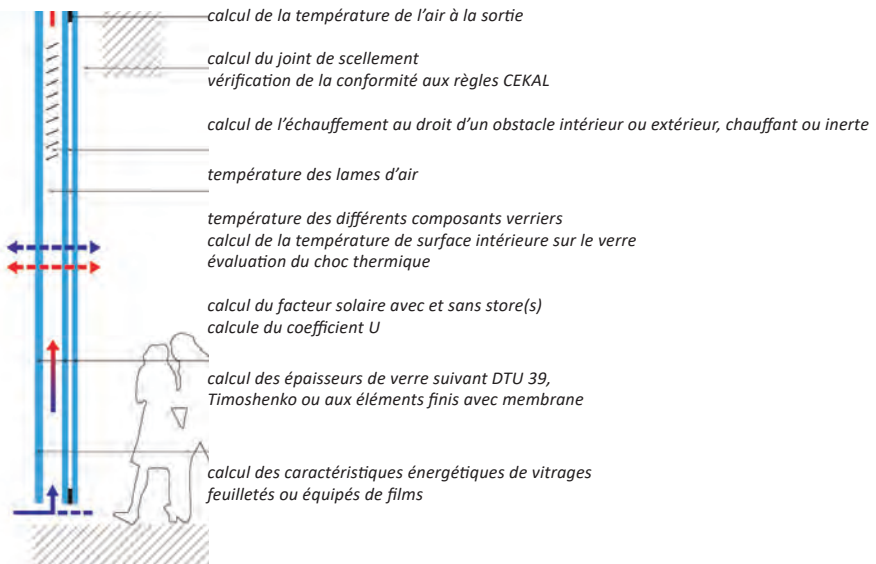 calcul de la température de l’air à la sortie
calcul du joint de scellement
vérification de la conformité aux règles CEKAL
calcul de l’échauffement au droit d’un obstacle intérieur ou extérieur, chauffant ou inerte
température des lames d’air
température des différents composants verriers
calcul de la température de surface intérieure sur le verre
évaluation du choc thermique
calcul du facteur solaire avec et sans store(s)
calcule du coefficient U
calcul des épaisseurs de verre suivant DTU 39,
Timoshenko ou aux éléments finis avec membrane
calcul des caractéristiques énergétiques de vitrages
feuilletés ou équipés de films